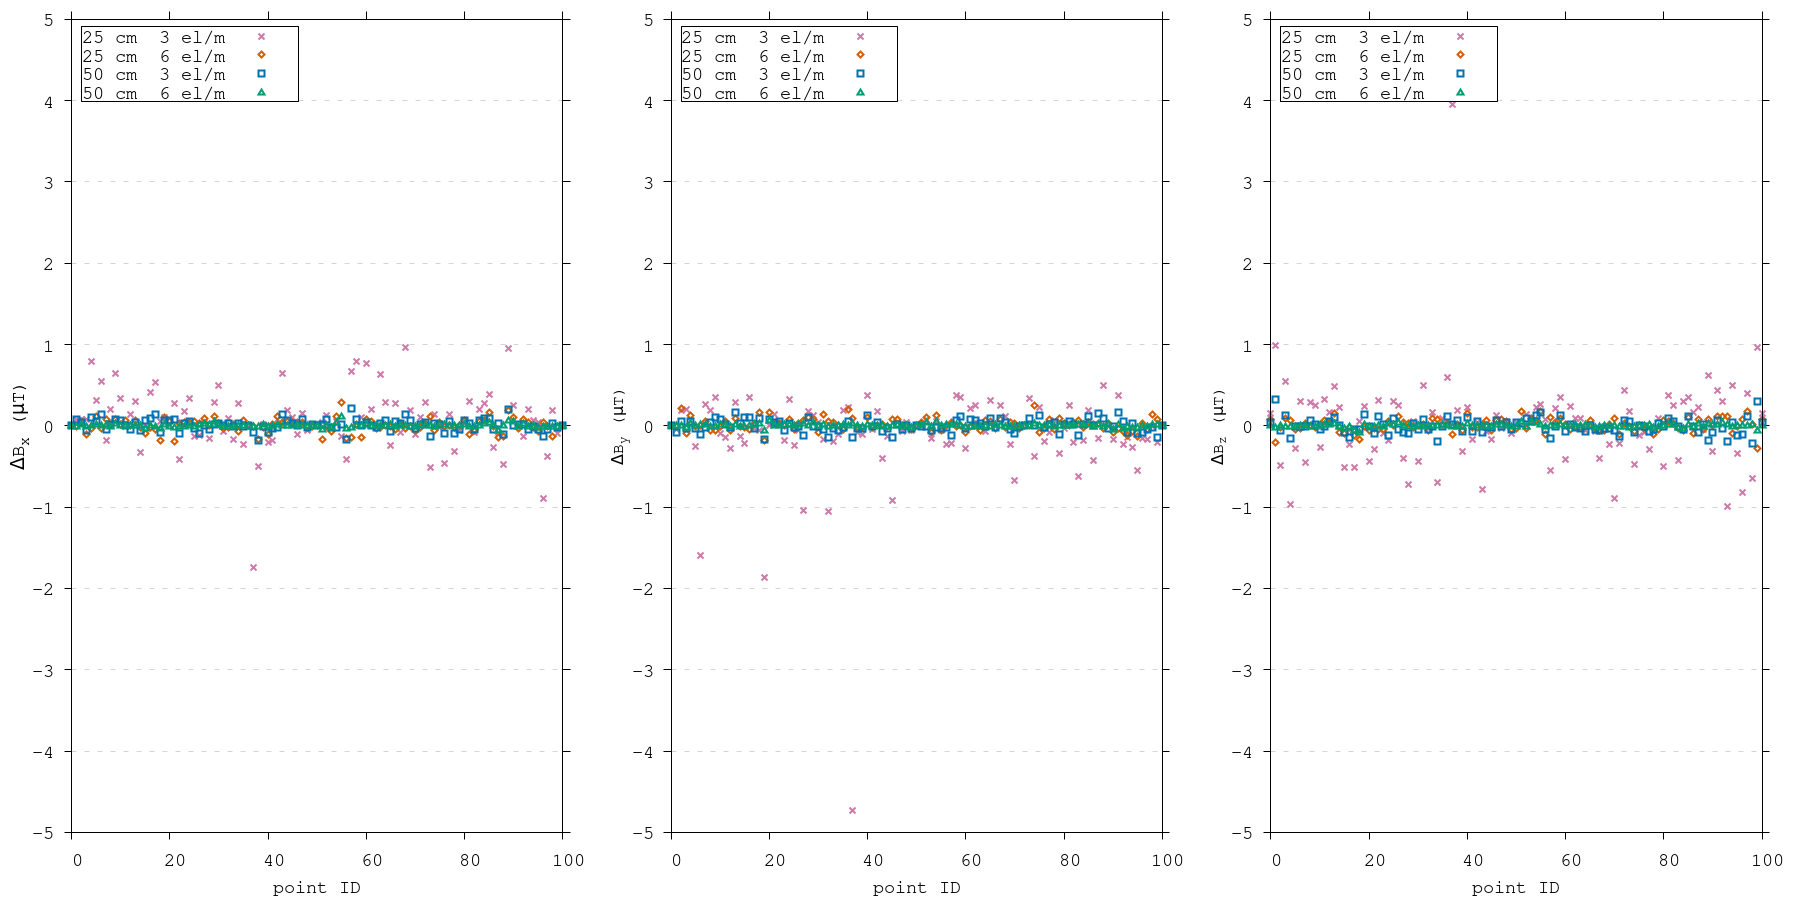 5
4
3
2
1
0
−1
−2
−3
−4
−5
ΔBx (μT)
25 cm 3 el/m
25 cm 6 el/m
50 cm 3 el/m
50 cm 6 el/m
0 20 40 60 80 100
point ID
5
4
3
2
1
0
−1
−2
−3
−4
−5
ΔBy (μT)
25 cm 3 el/m
25 cm 6 el/m
50 cm 3 el/m
50 cm 6 el/m
0 20 40 60 80 100
point ID
5
4
3
2
1
0
−1
−2
−3
−4
−5
ΔBz (μT)
25 cm 3 el/m
25 cm 6 el/m
50 cm 3 el/m
50 cm 6 el/m
0 20 40 60 80 100
point ID